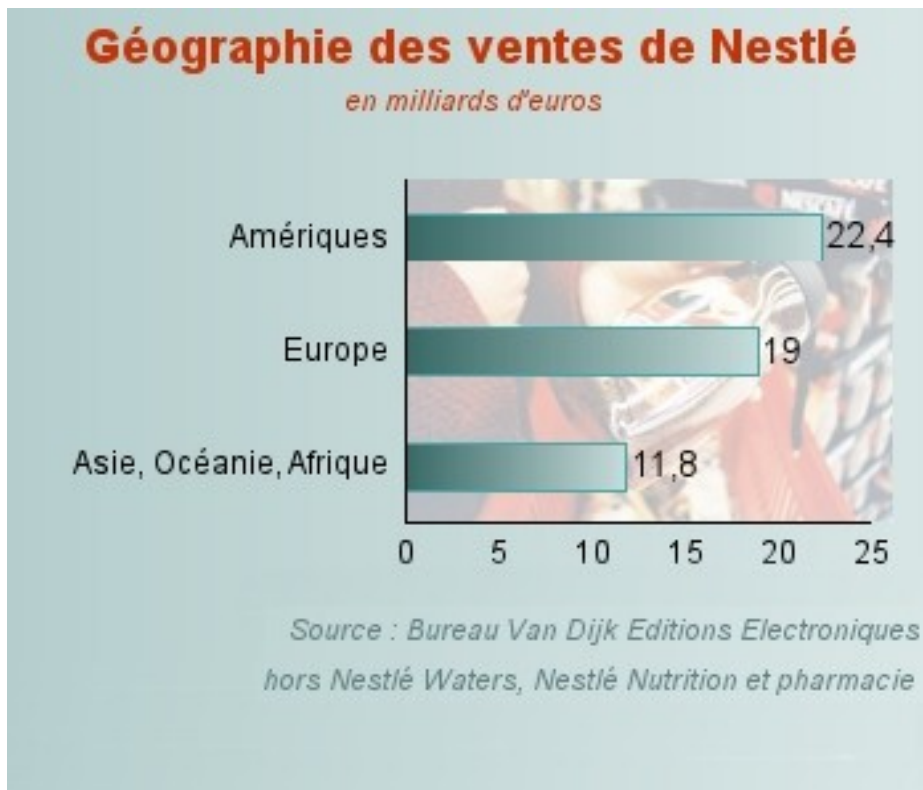 Géographie des ventes de Nestlé
en milliards d'euros
NESCAFÉ
Amériques 22,4
Europe 19
Asie, Océanie, Afrique 11,8
0 5 10 15 20 25
Source : Bureau Van Dijk Editions Electroniques
hors Nestlé Waters, Nestlé Nutrition et pharmacie